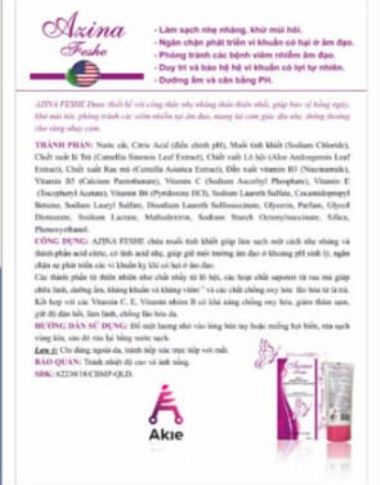 Azina
Feshe
- Làm sạch nhẹ nhàng, khử mùi hôi.
- Ngăn chặn phát triển vi khuẩn có hại ở âm đạo.
- Phòng tránh các bệnh viêm nhiễm âm đạo.
- Duy trì và bảo hệ hệ vi khuẩn có lợi tự nhiên.
- Dưỡng ẩm và cân bằng PH.
AZINA FESHE Được thiết kế với công thức nhẹ nhàng thân thiện nhất, giúp bảo vệ hằng ngày,
khử mùi hôi, phòng tránh các viêm nhiễm tại âm đạo, mang lại cảm giác dịu nhẹ, thông thoáng
cho vùng nhạy cảm.
THÀNH PHẦN: Nước cất, Citric Acid (điều chỉnh pH), Muối tinh khiết (Sodium Chloride),
Chiết xuất lá Trà (Camellia Sinensis Leaf Extract), Chiết xuất Lô hội (Aloe Andongensis Leaf
Extract), Chiết xuất Rau má (Centella Asiatica Extract), Dẫn xuất vitamin B3 (Niacinamide),
Vitamin B5 (Calcium Pantothenate), Vitamin C (Sodium Ascorbyl Phosphate), Vitamin E
(Tocopheryl Acetate), Vitamin B6 (Pyridoxine HCl), Sodium Laureth Sulfate, Cocamidopropyl
Betaine, Sodium Lauryl Sulfate, Disodium Laureth Sulfosuccinate, Glycerin, Parfum, Glycol
Distearate, Sodium Lactate, Maltodextrin, Sodium Starch Octenylsuccinate, Silica,
Phenoxyethanol.
CÔNG DỤNG: AZINA FESHE chứa muối tinh khiết giúp làm sạch một cách nhẹ nhàng và
thành phần acid citric, có tính acid nhẹ, giúp giữ môi trường âm đạo ở khoảng pH sinh lý, ngăn
chặn sự phát triển các vi khuẩn kỵ khí có hại ở âm đạo.
Các thành phần từ thiên nhiên như chất nhầy từ lô hội, các hoạt chất saponin từ rau má giúp
chữa lành, dưỡng ẩm, kháng khuẩn và kháng viêm và các chất chống oxy hóa lão hóa từ lá trà.
Kết hợp với các Vitamin C, E, Vitamin nhóm B có khả năng chống oxy hóa, giảm thâm sạm,
giữ độ đàn hồi, làm lành, chống lão hóa da.
HƯỚNG DẪN SỬ DỤNG: Đổ một lượng nhỏ vào lòng bàn tay hoặc miếng bọt biển, rửa sạch
vùng kín, sau đó rửa lại bằng nước sạch.
Lưu ý: Chỉ dùng ngoài da, tránh tiếp xúc trực tiếp với mắt.
BẢO QUẢN: Tránh nhiệt độ cao và ánh nắng.
SĐK: 6223818/CBMP-QLD.
Akie